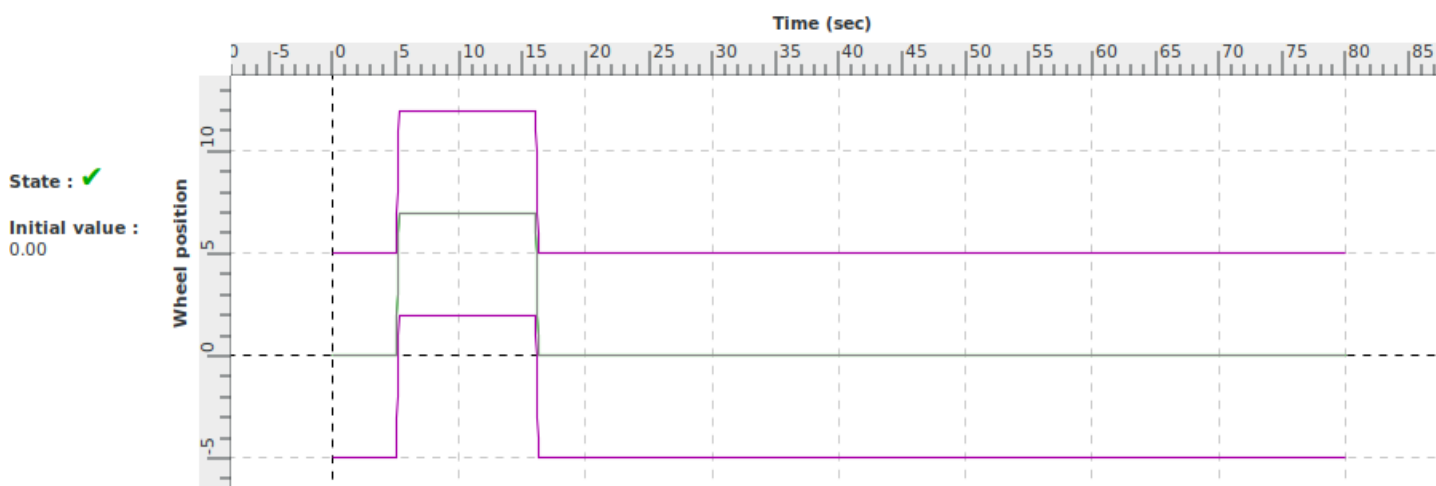 Time (sec)
0 -5 0 5 10 15 20 25 30 35 40 45 50 55 60 65 70 75 80 85
State : ✔
Initial value :
0.00
Wheel position
10
5
0
-5